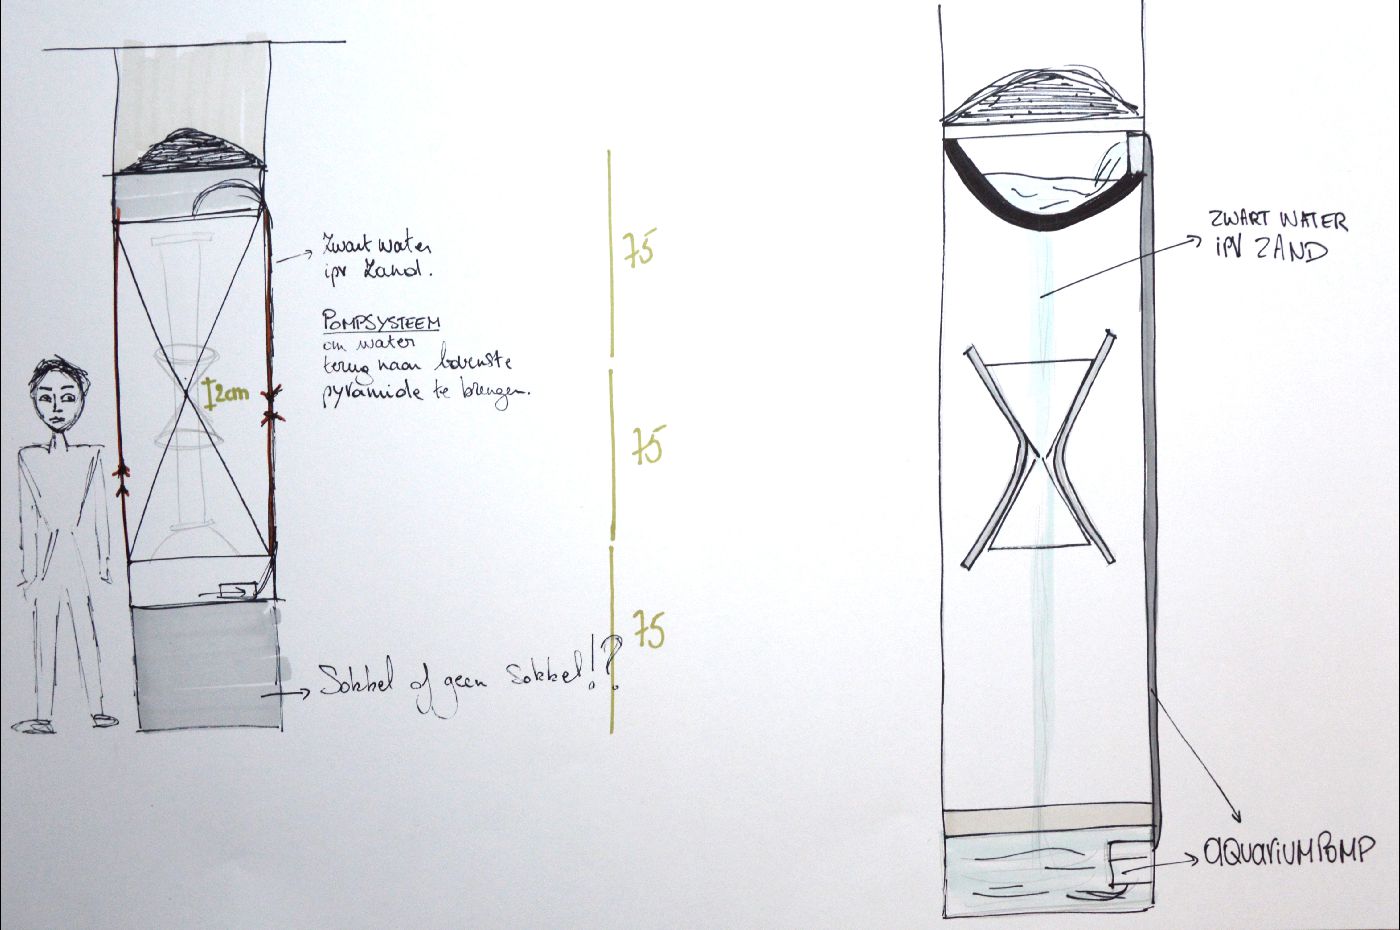 Zwart water
ipv Zand.
POMPSYSTEEM
om water
terug naar bovenste
pyramide te brengen.
2cm
Sokkel of geen Sokkel!?
75
75
75
ZWART WATER
iPV ZAND
aQuariuMPoMP